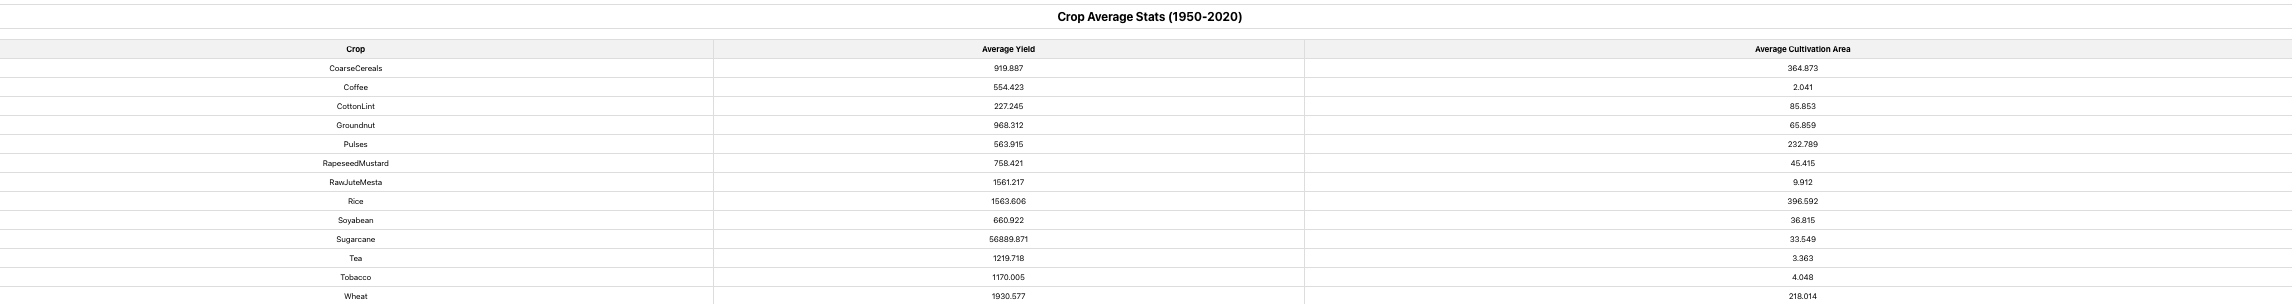 Crop Average Stats (1950-2020)
Crop Average Yield Average Cultivation Area
CoarseCereals 919.887 364.873
Coffee 554.423 2.041
CottonLint 227.245 85.853
Groundnut 968.312 65.859
Pulses 563.915 232.789
RapeseedMustard 758.421 45.415
RawJuteMesta 1561.217 9.912
Rice 1563.606 396.592
Soyabean 660.922 36.815
Sugarcane 56889.871 33.549
Tea 1219.718 3.363
Tobacco 1170.005 4.048
Wheat 1930.577 218.014